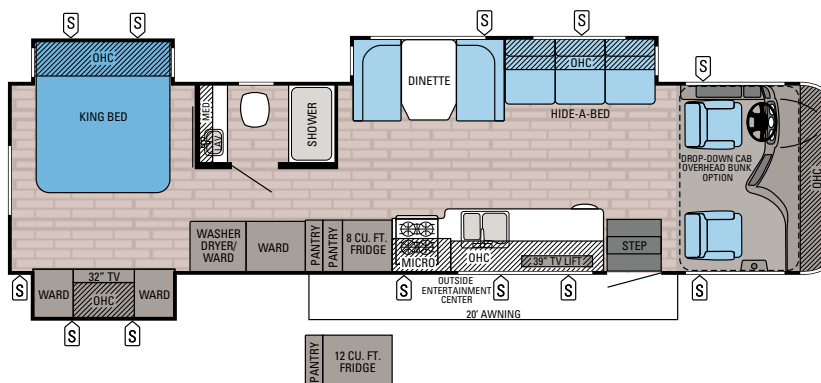 S
S
S
S
S
OHC
KING BED
MED
LAV
SHOWER
DINETTE
OHC
HIDE-A-BED
DROP-DOWN CAB
OVERHEAD BUNK
OPTION
OHC
WASHER
DRYER/
WARD
WARD
PANTRY
PANTRY
8 CU. FT.
FRIDGE
MICRO
OHC
39" TV LIFT
STEP
32" TV
WARD
OHC
WARD
S
S
S
S
S
OUTSIDE
ENTERTAINMENT
CENTER
20' AWNING
S
S
PANTRY
12 CU. FT.
FRIDGE